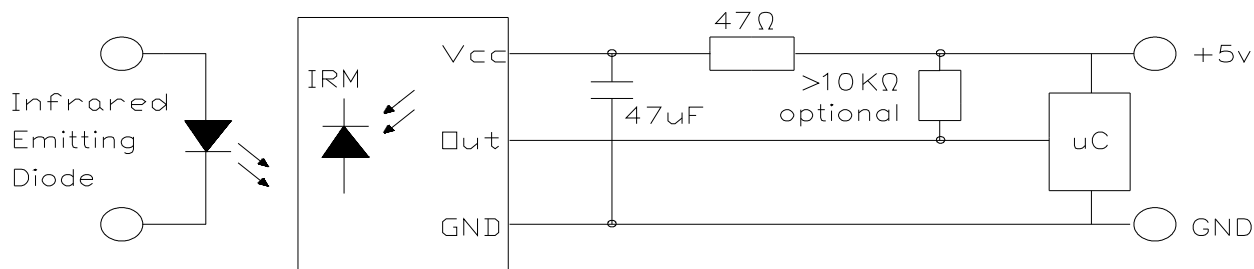 Infrared
Emitting
Diode
IRM
Vcc
Out
GND
47Ω
47uF
>10KΩ
optional
uC
+5v
GND